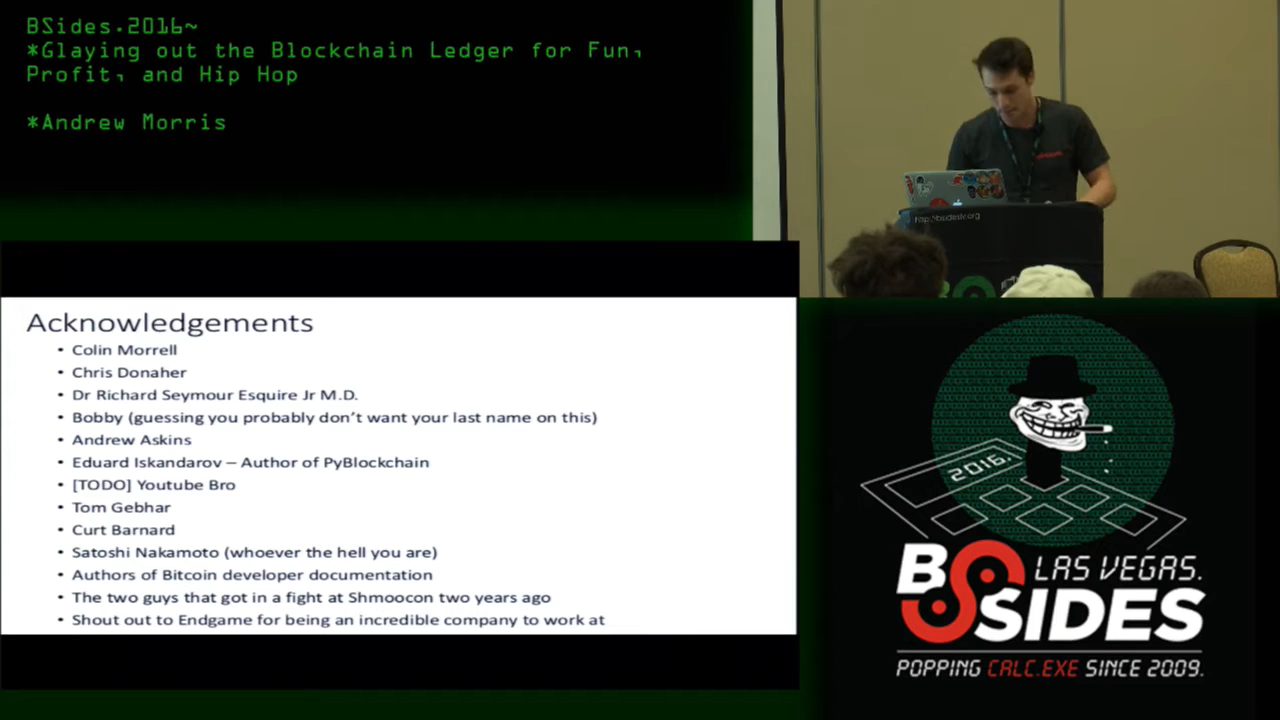 BSides.2016~
*Glaying out the Blockchain Ledger for Fun,
Profit, and Hip Hop
*Andrew Morris
Acknowledgements
• Colin Morrell
• Chris Donaher
• Dr Richard Seymour Esquire Jr M.D.
• Bobby (guessing you probably don't want your last name on this)
• Andrew Askins
• Eduard Iskandarov – Author of PyBlockchain
• [TODO] Youtube Bro
• Tom Gebhar
• Curt Barnard
• Satoshi Nakamoto (whoever the hell you are)
• Authors of Bitcoin developer documentation
• The two guys that got in a fight at Shmoocon two years ago
• Shout out to Endgame for being an incredible company to work at
2016.
BSIDES LAS VEGAS.
POPPING CALC.EXE SINCE 2009.